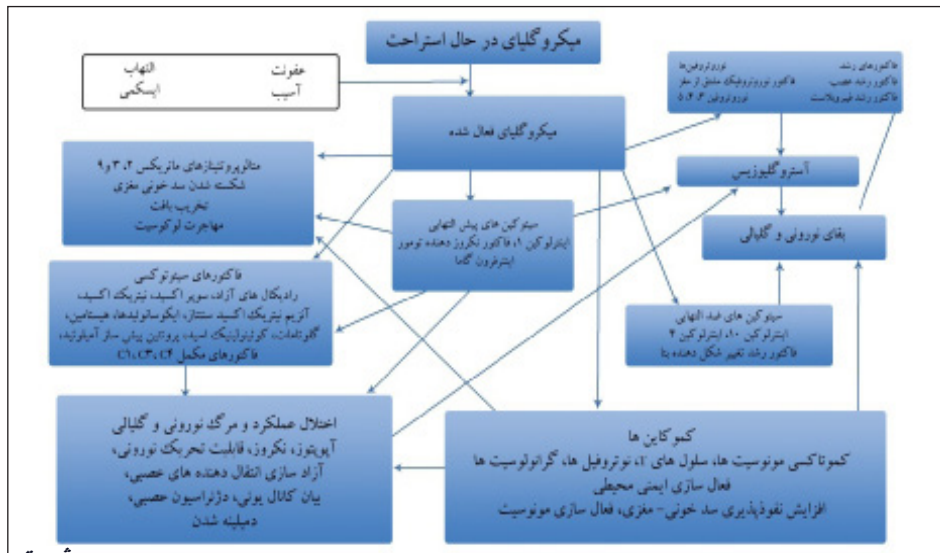 میکروگلیای در حال استراحت
عفونت
آسیب
التهاب
ایسکمی
فاکتورهای رشد
فاکتور رشد عصب
فاکتور رشد فیبروبلاست
نوروتروفین‌ها
فاکتور نوروتروفیک مشتق از مغز
نوروتروفین ۳، ۴، ۵
میکروگلیای فعال شده
متالوپروتئینازهای ماتریکس ۲، ۳ و ۹
شکسته شدن سد خونی مغزی
تخریب بافت
مهاجرت لوکوسیت
آستروگلیوزیس
سیتوکین های پیش التهابی
اینترلوکین ۱، فاکتور نکروز دهنده تومور
اینترفرون گاما
بقای نورونی و گلیالی
فاکتورهای سیتوتوکسی
رادیکال های آزاد، سوپر اکسید، نیتریک اکسید،
آنزیم نیتریک اکسید سنتتاز، ایکوسانوئیدها، هیستامین،
گلوتامات، کوئینولینیک اسید، پروتئین پیش ساز آمیلوئید،
فاکتورهای مکمل C۱، C۳، C۴
سیتوکین های ضد التهابی
اینترلوکین ۱۰، اینترلوکین ۴
فاکتور رشد تغییر شکل دهنده بتا
اختلال عملکرد و مرگ نورونی و گلیالی
آپوپتوز، نکروز، قابلیت تحریک نورونی،
آزاد سازی انتقال دهنده های عصبی،
بیان کانال یونی، دژنراسیون عصبی،
دمیلینه شدن
کموکاین ها
کموتاکسی مونوسیت ها، سلول های T، نوتروفیل ها، گرانولوسیت ها
فعال سازی ایمنی محیطی
افزایش نفوذپذیری سد خونی- مغزی، فعال سازی مونوسیت